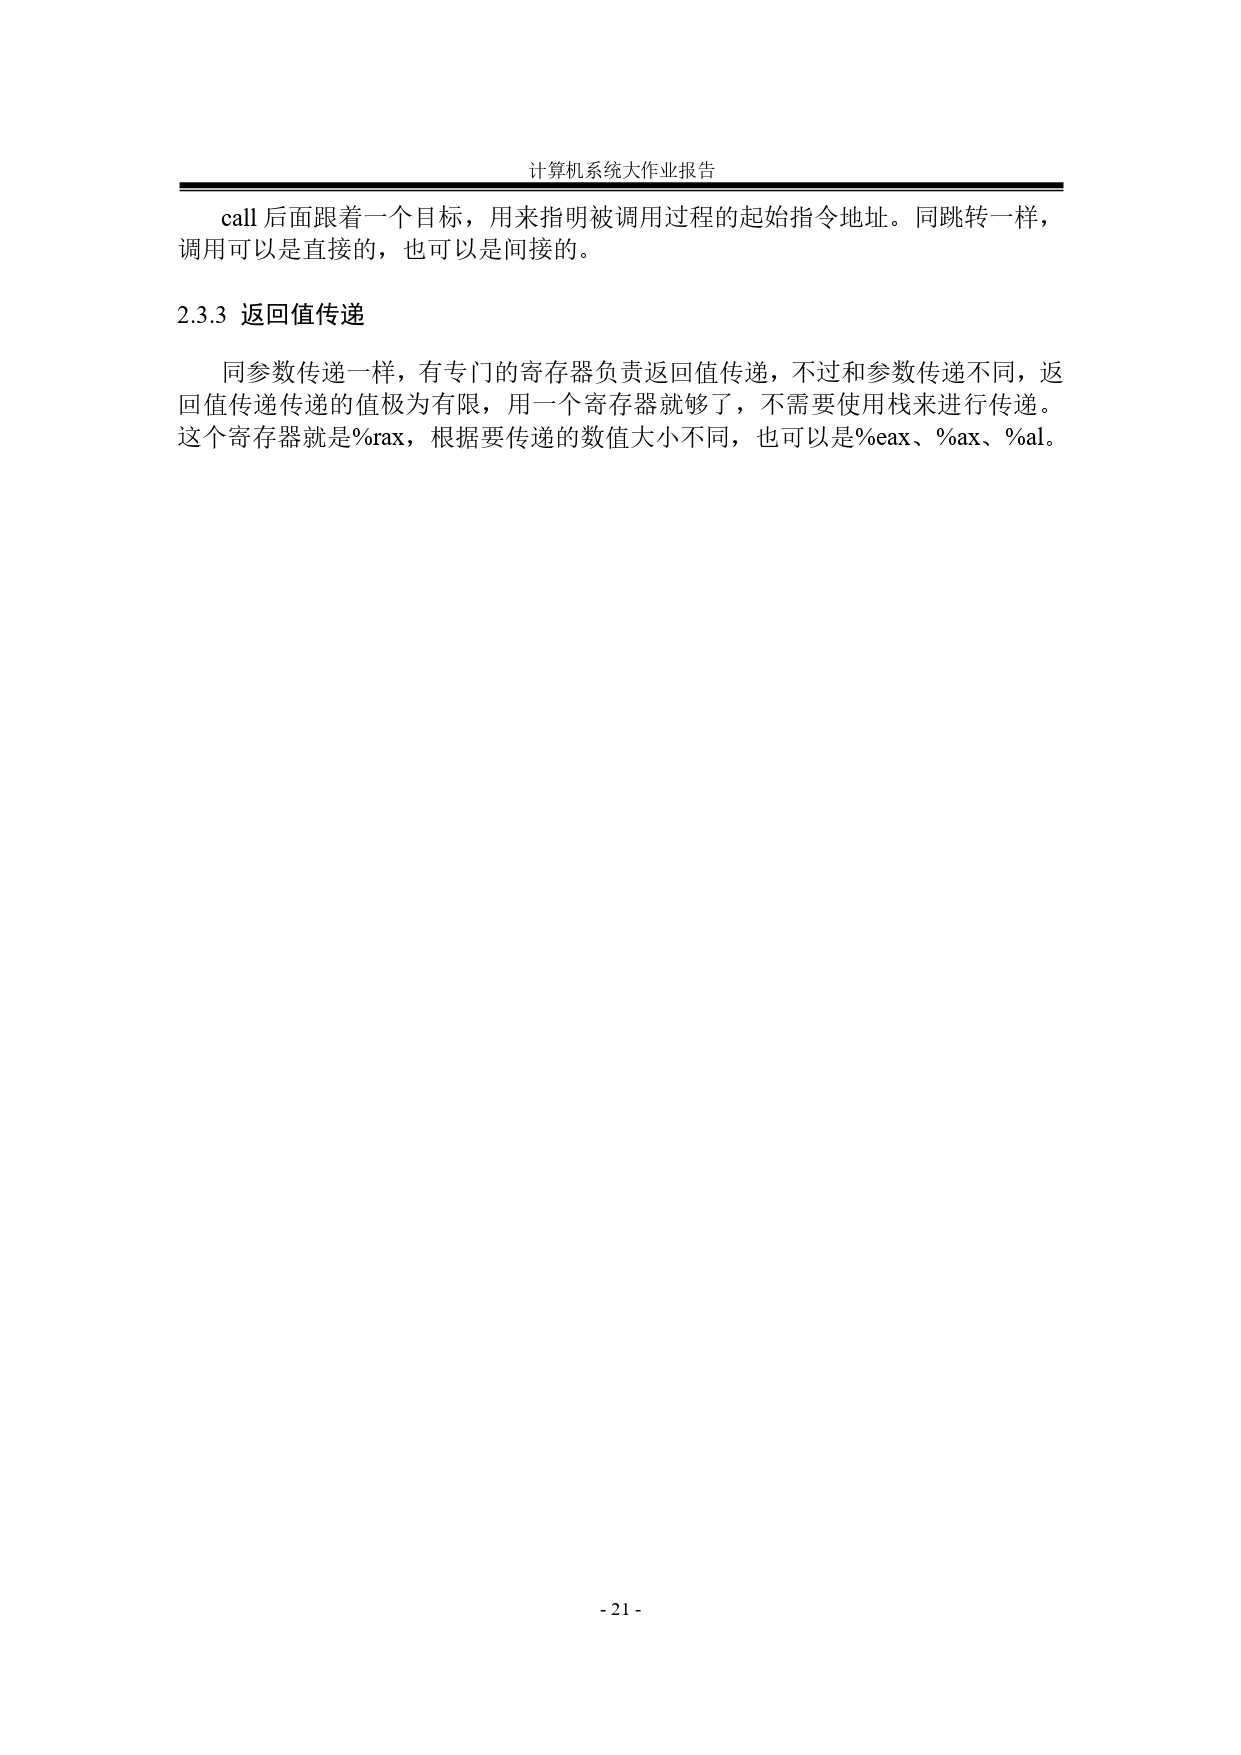 计算机系统大作业报告
call 后面跟着一个目标，用来指明被调用过程的起始指令地址。同跳转一样，
调用可以是直接的，也可以是间接的。
2.3.3 返回值传递
同参数传递一样，有专门的寄存器负责返回值传递，不过和参数传递不同，返
回值传递传递的值极为有限，用一个寄存器就够了，不需要使用栈来进行传递。
这个寄存器就是%rax，根据要传递的数值大小不同，也可以是%eax、%ax、%al。
- 21 -